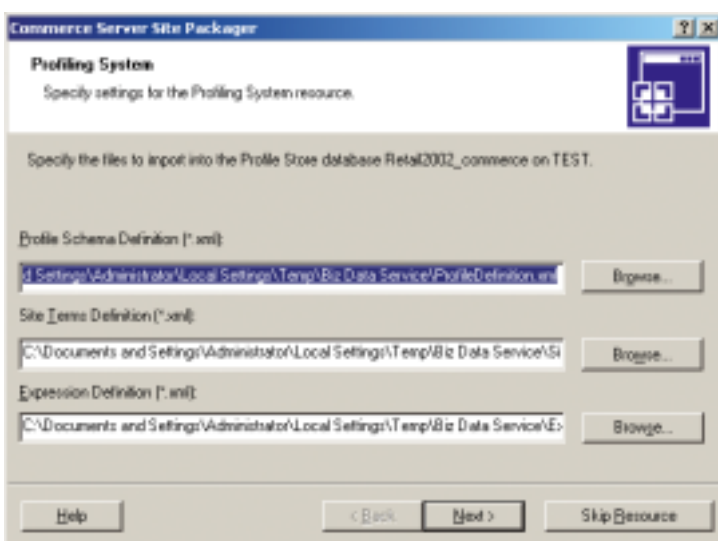 Commerce Server Site Packager
Profiling System
Specify settings for the Profiling System resource.
Specify the files to import into the Profile Store database Retail2002_commerce on TEST.
Profile Schema Definition (*.xml):
d Settings\Administrator\Local Settings\Temp\Biz Data Service\ProfileDefinition.xml
Browse...
Site Terms Definition (*.xml):
C:\Documents and Settings\Administrator\Local Settings\Temp\Biz Data Service\Si
Browse...
Expression Definition (*.xml):
C:\Documents and Settings\Administrator\Local Settings\Temp\Biz Data Service\Ex
Browse...
Help
< Back
Next >
Skip Resource